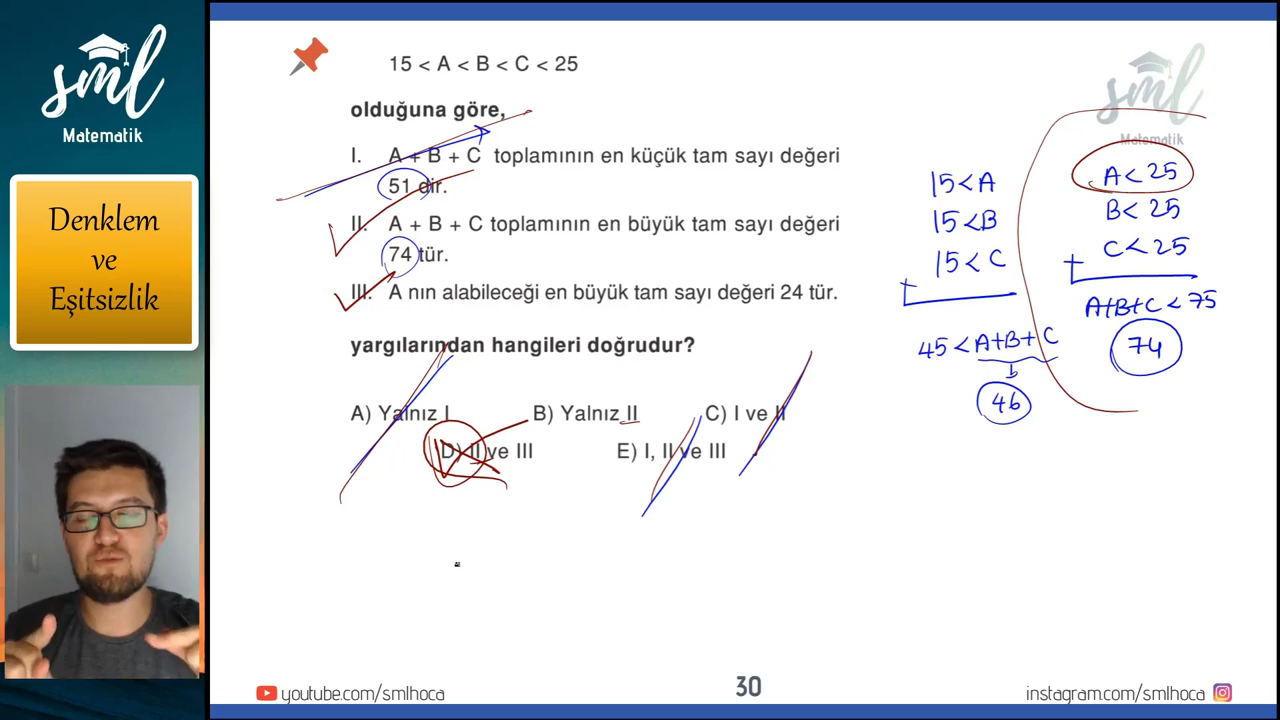 sml
Matematik
Denklem
ve
Eşitsizlik
15 < A < B < C < 25
olduğuna göre,
I. A + B + C toplamının en küçük tam sayı değeri
51 dir.
II. A + B + C toplamının en büyük tam sayı değeri
74 tür.
III. A nın alabileceği en büyük tam sayı değeri 24 tür.
yargılarından hangileri doğrudur?
A) Yalnız I B) Yalnız II C) I ve II
D) II ve III E) I, II ve III
15 < A
15 < B
15 < C
45 < A+B+C
46
sml
Matematik
A < 25
B < 25
+ C < 25
A+B+C < 75
74
youtube.com/smlhoca
30
instagram.com/smlhoca